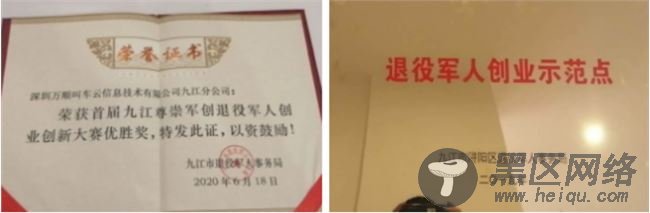 荣誉证书
深圳万顺叫车云信息技术有限公司九江分公司:
荣获首届九江尊崇军创退役军人创
业创新大赛优胜奖,特发此证,以资鼓励!
九江市退役军人事务局
2020年6月18日
退役军人创业示范点
黑区网络
www.heiqu.com